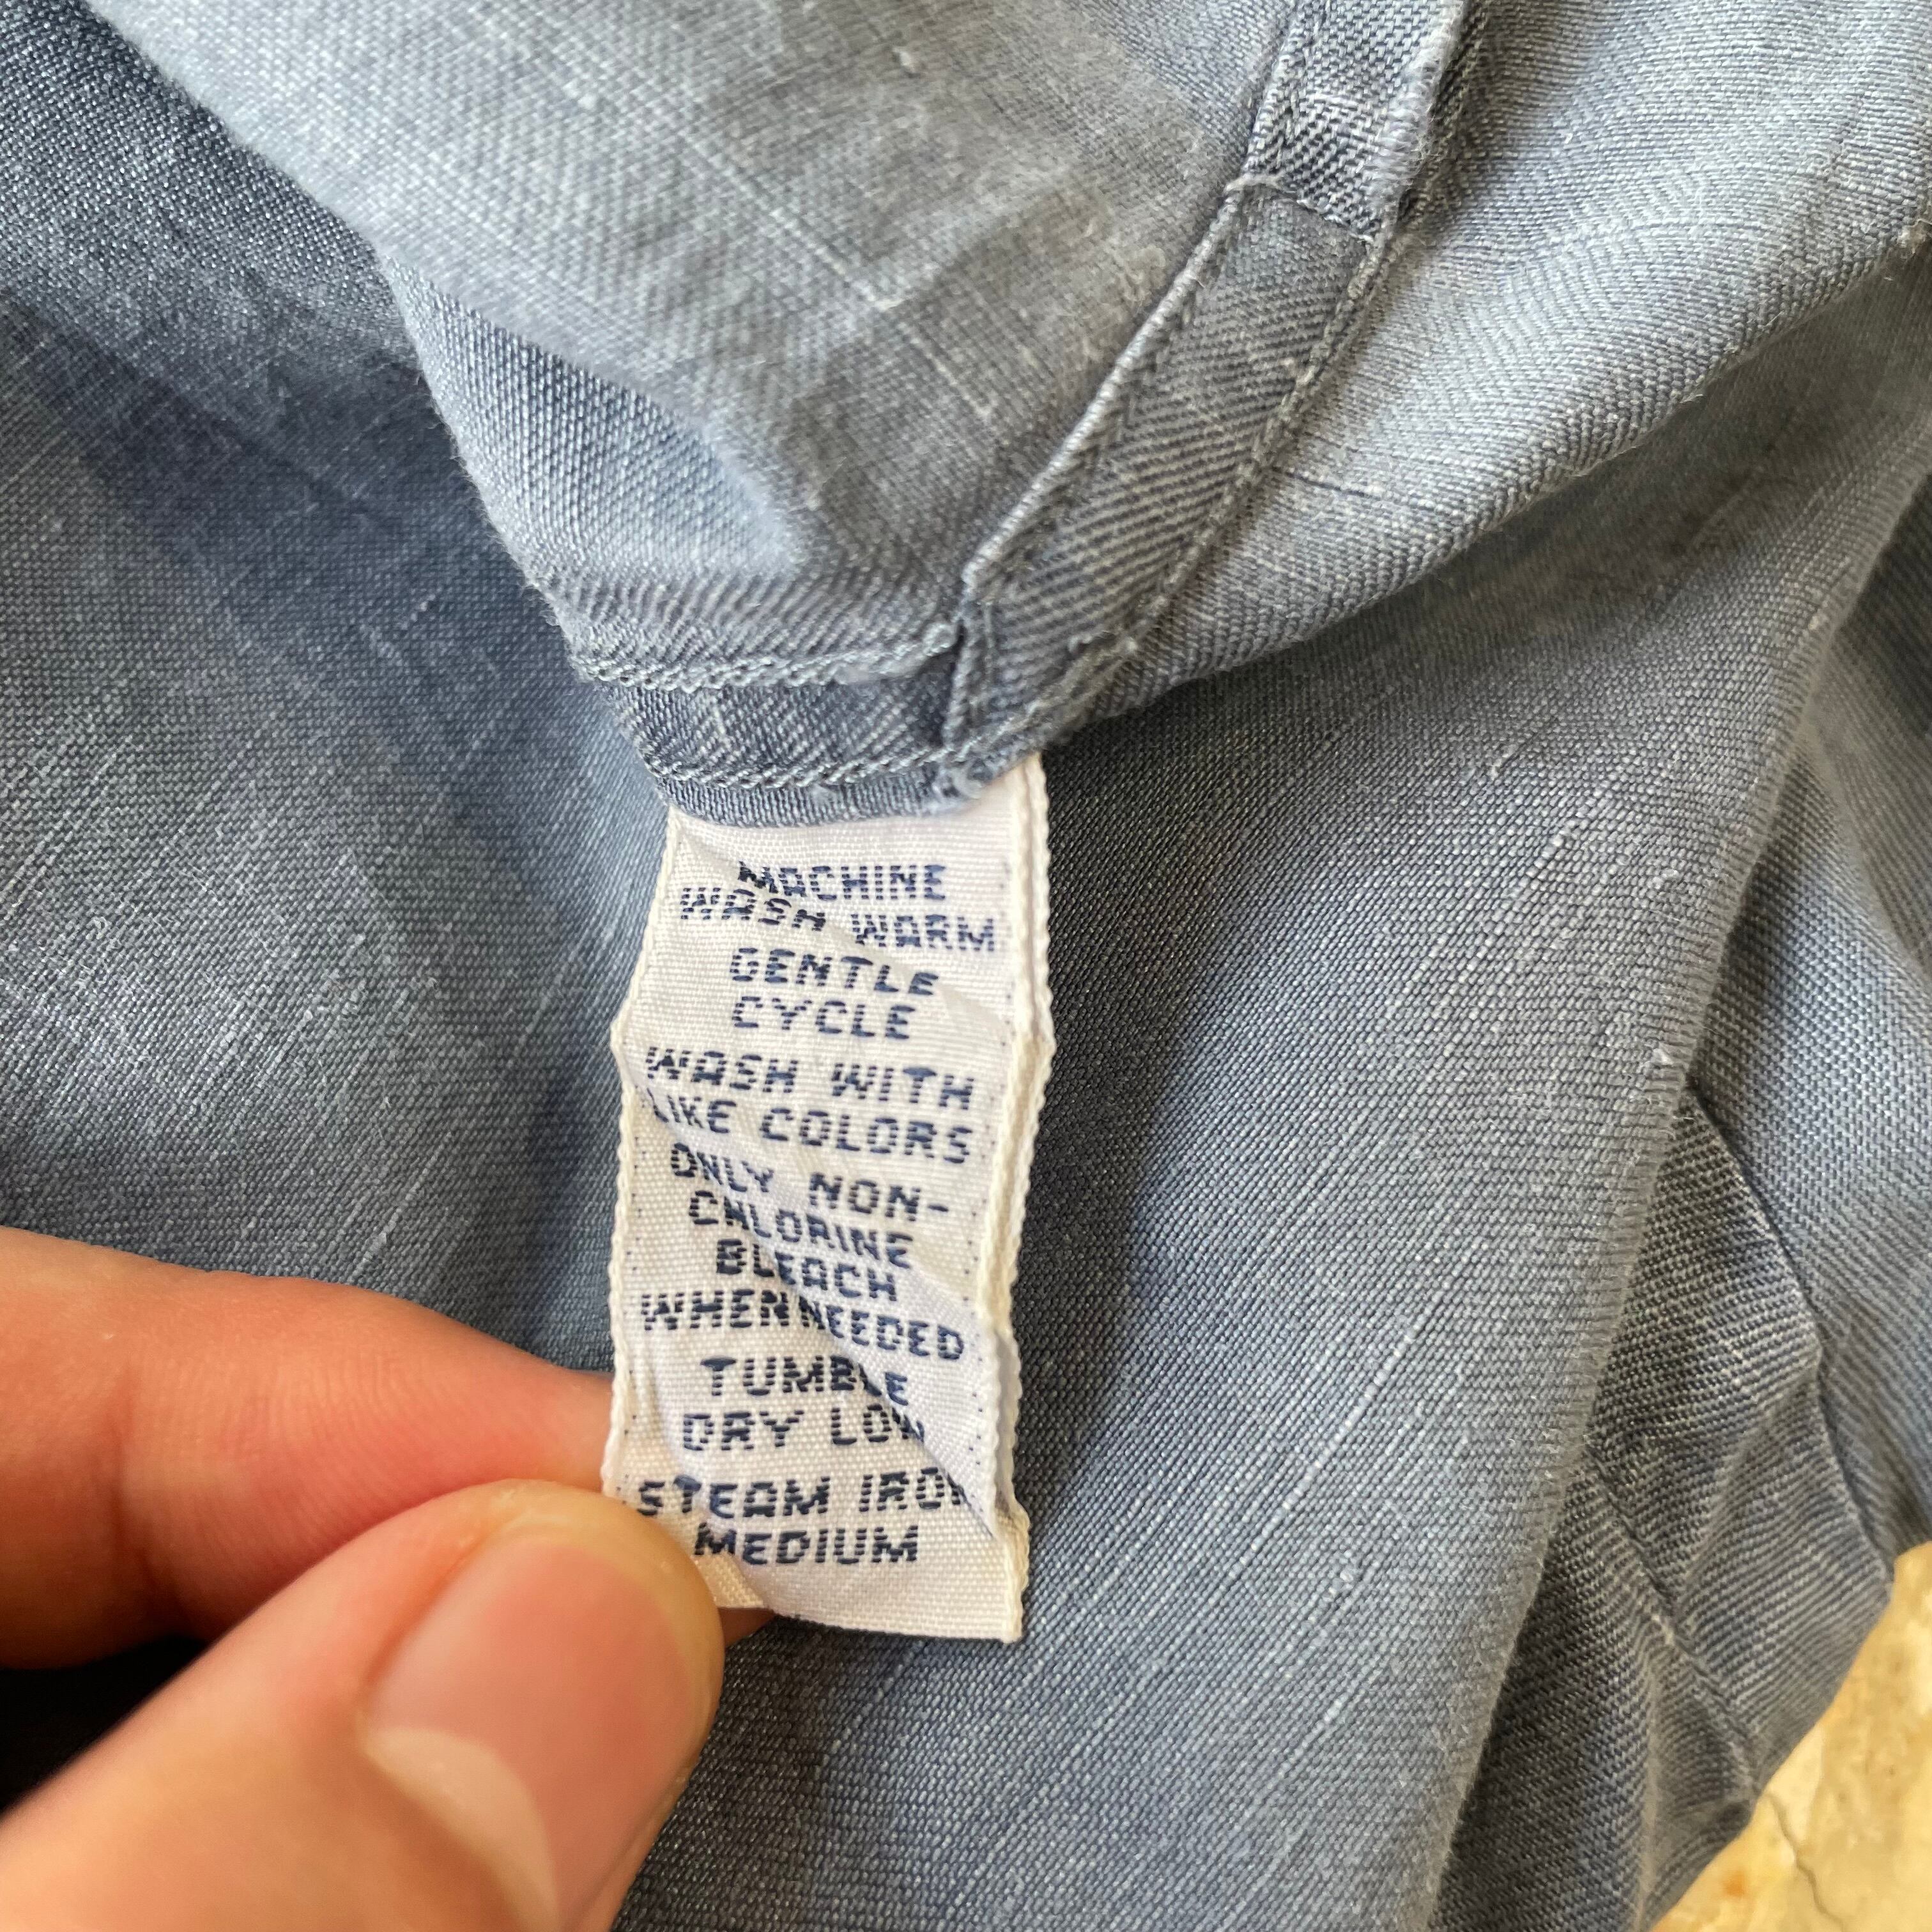 MACHINE
WASH WARM
GENTLE
CYCLE
WASH WITH
LIKE COLORS
ONLY NON-
CHLORINE
BLEACH
WHEN NEEDED
TUMBLE
DRY LOW
STEAM IRON
MEDIUM